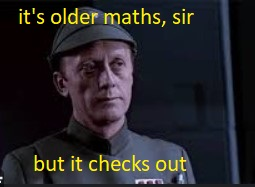 it's older maths, sir
but it checks out